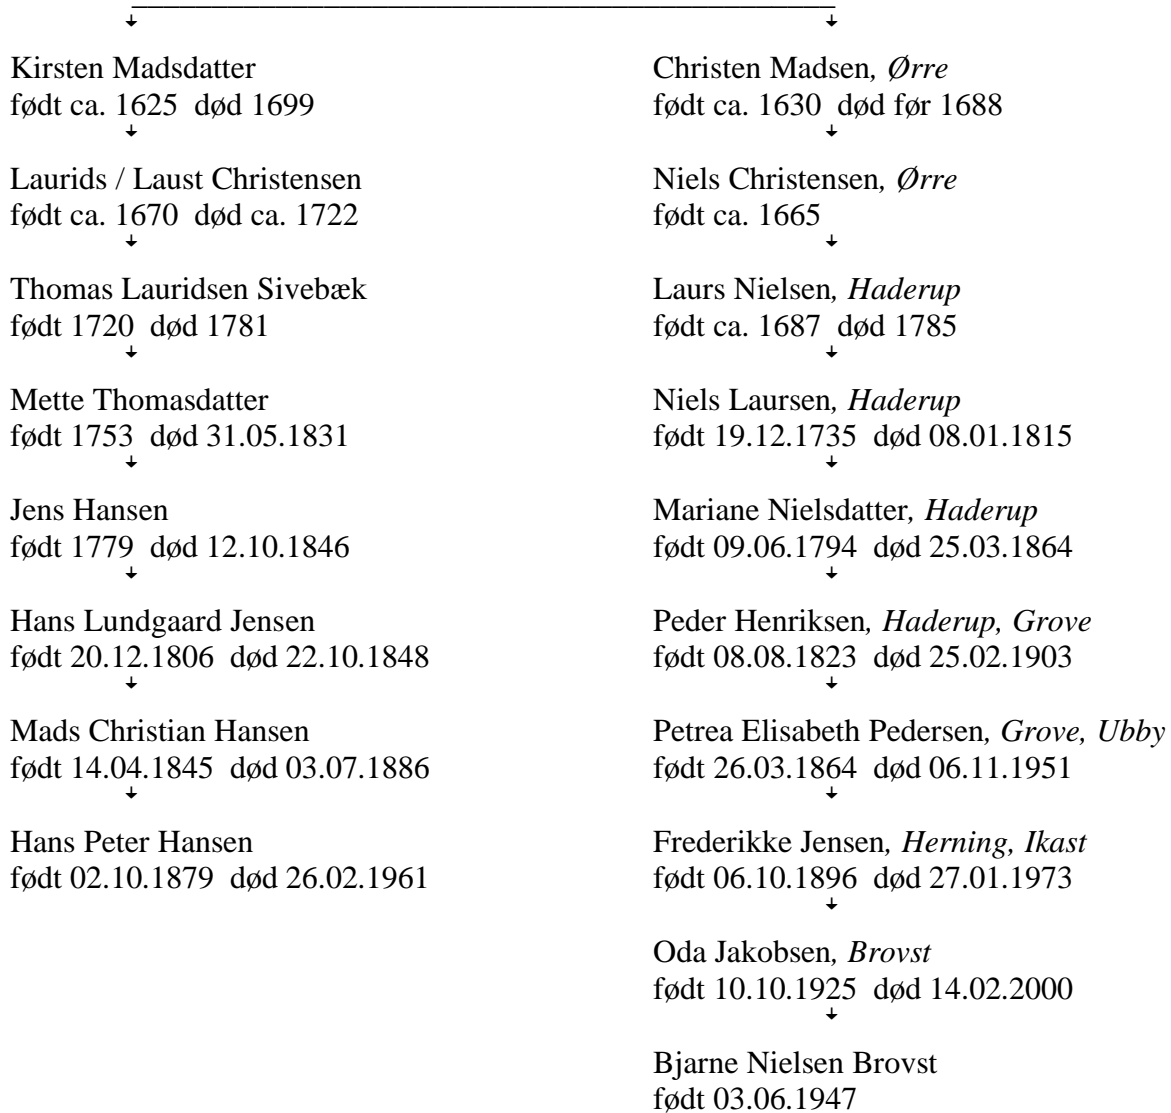 Kirsten Madsdatter
født ca. 1625 død 1699
Laurids / Laust Christensen
født ca. 1670 død ca. 1722
Thomas Lauridsen Sivebæk
født 1720 død 1781
Mette Thomasdatter
født 1753 død 31.05.1831
Jens Hansen
født 1779 død 12.10.1846
Hans Lundgaard Jensen
født 20.12.1806 død 22.10.1848
Mads Christian Hansen
født 14.04.1845 død 03.07.1886
Hans Peter Hansen
født 02.10.1879 død 26.02.1961
Christen Madsen, Ørre
født ca. 1630 død før 1688
Niels Christensen, Ørre
født ca. 1665
Laurs Nielsen, Haderup
født ca. 1687 død 1785
Niels Laursen, Haderup
født 19.12.1735 død 08.01.1815
Mariane Nielsdatter, Haderup
født 09.06.1794 død 25.03.1864
Peder Henriksen, Haderup, Grove
født 08.08.1823 død 25.02.1903
Petrea Elisabeth Pedersen, Grove, Ubby
født 26.03.1864 død 06.11.1951
Frederikke Jensen, Herning, Ikast
født 06.10.1896 død 27.01.1973
Oda Jakobsen, Brovst
født 10.10.1925 død 14.02.2000
Bjarne Nielsen Brovst
født 03.06.1947